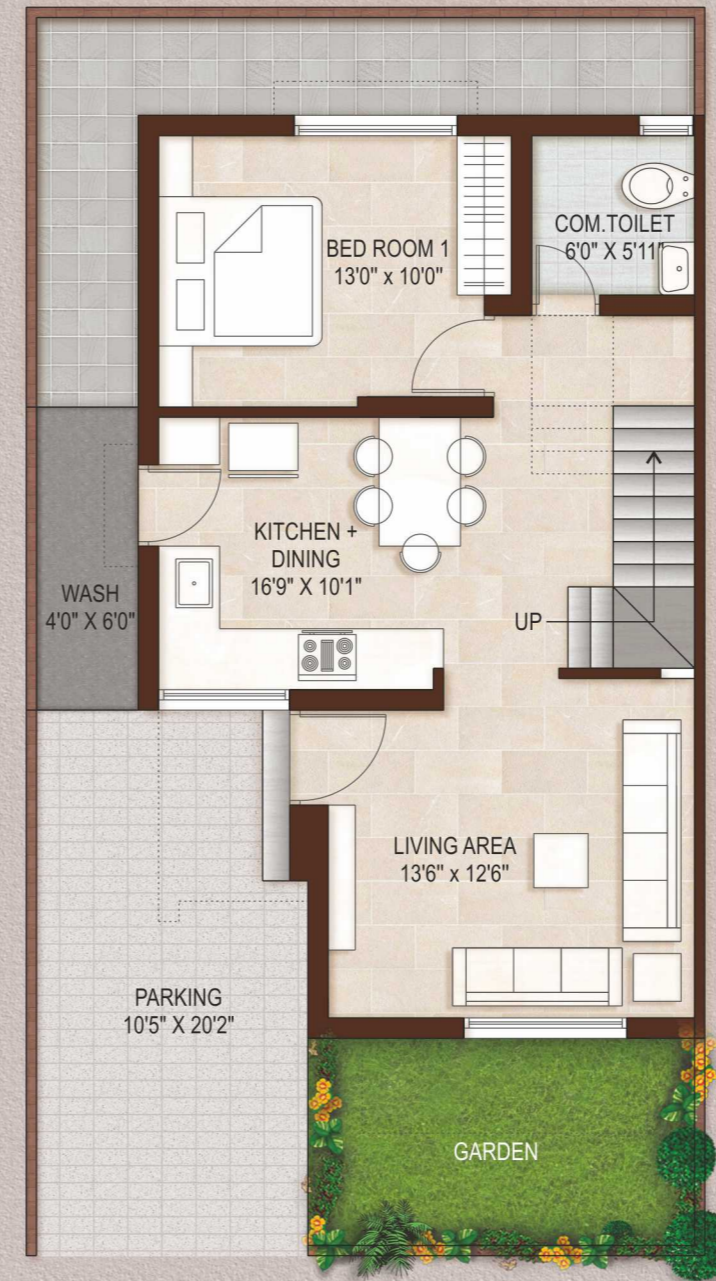 BED ROOM 1
13'0" x 10'0"
COM.TOILET
6'0" X 5'11"
KITCHEN +
DINING
16'9" X 10'1"
WASH
4'0" X 6'0"
UP
LIVING AREA
13'6" x 12'6"
PARKING
10'5" X 20'2"
GARDEN